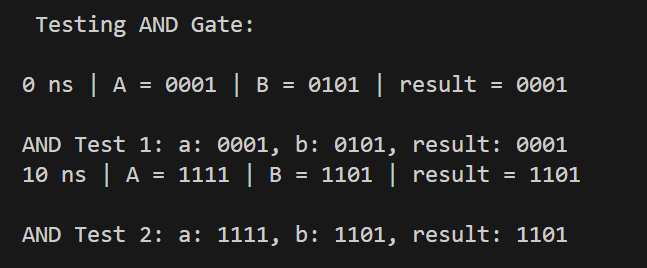 Testing AND Gate:
0 ns | A = 0001 | B = 0101 | result = 0001
AND Test 1: a: 0001, b: 0101, result: 0001
10 ns | A = 1111 | B = 1101 | result = 1101
AND Test 2: a: 1111, b: 1101, result: 1101